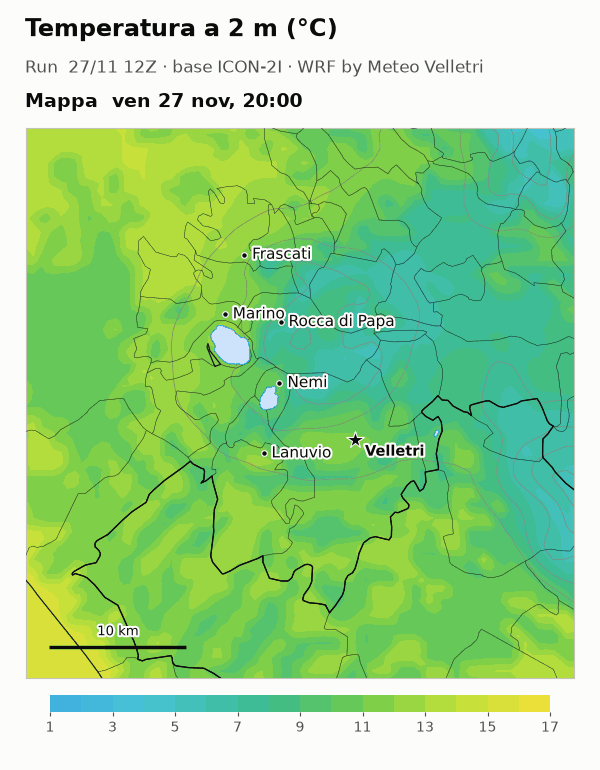 Temperatura a 2 m (°C)
Run  27/11 12Z · base ICON-2I · WRF by Meteo Velletri
Mappa  ven 27 nov, 20:00
Frascati
Marino
Rocca di Papa
Nemi
Velletri
Lanuvio
10 km
1 3 5 7 9 11 13 15 17